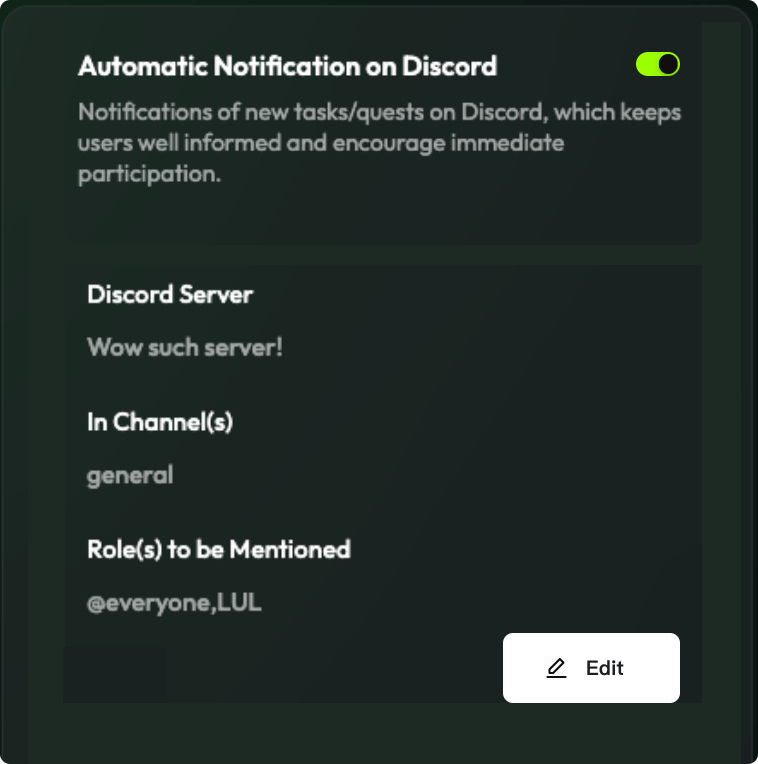 Automatic Notification on Discord
Notifications of new tasks/quests on Discord, which keeps
users well informed and encourage immediate
participation.
Discord Server
Wow such server!
In Channel(s)
general
Role(s) to be Mentioned
@everyone,LUL
Edit